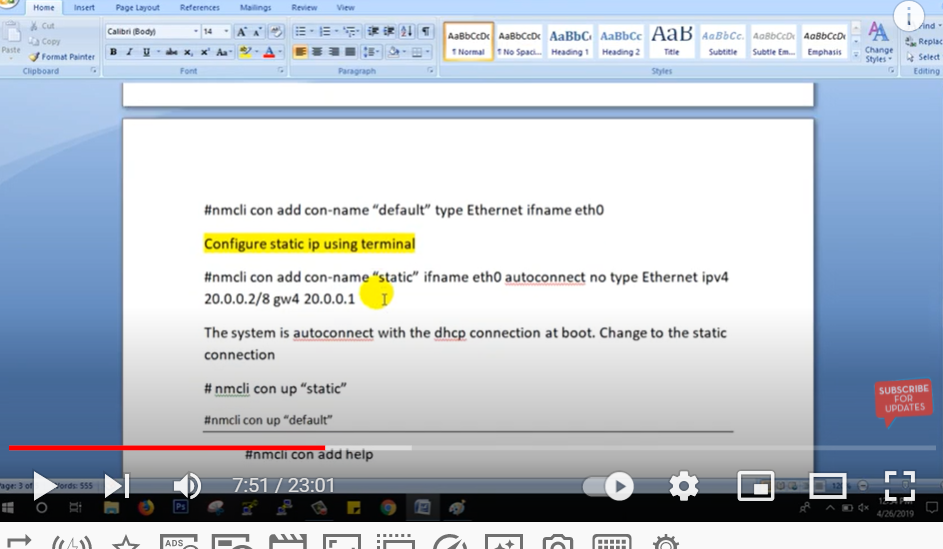 Home Insert Page Layout References Mailings Review View
Cut
Copy
Paste
Format Painter
Calibri (Body) 14
AaBbCcDc AaBbCcDc AaBbC AaBbCc AaB AaBbCc. AaBbCcDc AaBbCcDc
¶ Normal ¶ No Spaci... Heading 1 Heading 2 Title Subtitle Subtle Em... Emphasis
Change Styles
Find
Replac
Select
Clipboard Font Paragraph Styles Editing
#nmcli con add con-name “default” type Ethernet ifname eth0
Configure static ip using terminal
#nmcli con add con-name “static” ifname eth0 autoconnect no type Ethernet ipv4
20.0.0.2/8 gw4 20.0.0.1
The system is autoconnect with the dhcp connection at boot. Change to the static
connection
# nmcli con up “static”
#nmcli con up “default”
#nmcli con add help
SUBSCRIBE
FOR
UPDATES
Page: 3 of
Words: 555
7:51 / 23:01
4/26/2019
ADS